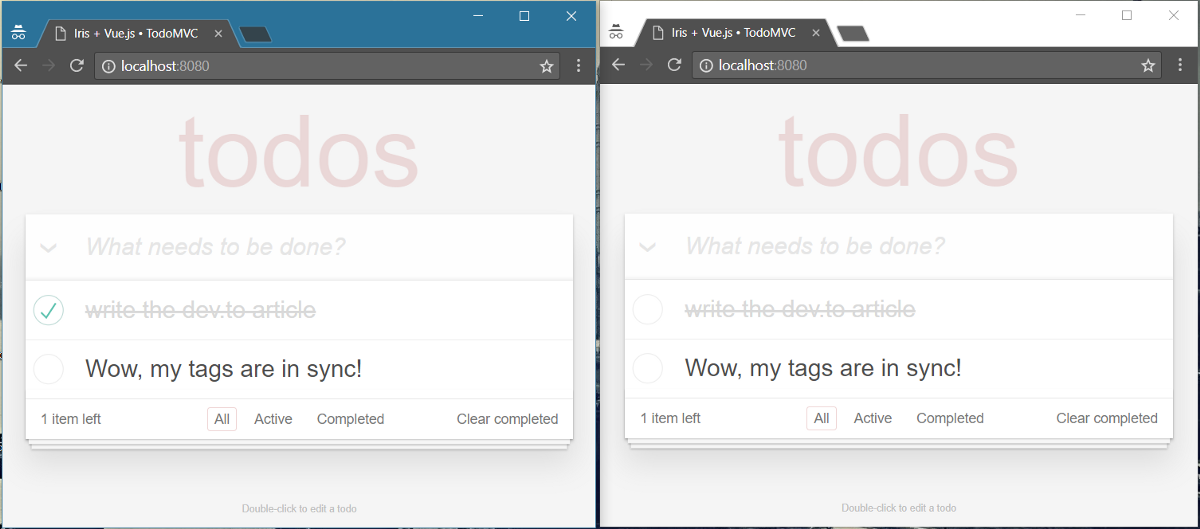 Iris + Vue.js • TodoMVC
localhost:8080
todos
What needs to be done?
write the dev.to article
Wow, my tags are in sync!
1 item left All Active Completed Clear completed
Double-click to edit a todo
Iris + Vue.js • TodoMVC
localhost:8080
todos
What needs to be done?
write the dev.to article
Wow, my tags are in sync!
1 item left All Active Completed Clear completed
Double-click to edit a todo